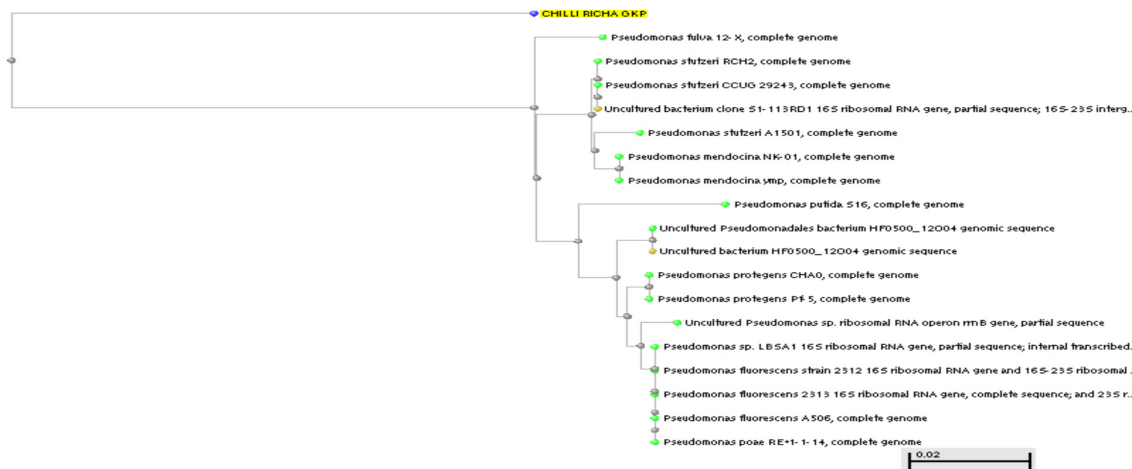 CHILLI RICHA GKP
Pseudomonas fulva 12-X, complete genome
Pseudomonas stutzeri RCH2, complete genome
Pseudomonas stutzeri CCUG 29243, complete genome
Uncultured bacterium clone S1-113RD1 16S ribosomal RNA gene, partial sequence; 16S-23S interg...
Pseudomonas stutzeri A1501, complete genome
Pseudomonas mendocina NK-01, complete genome
Pseudomonas mendocina ymp, complete genome
Pseudomonas putida S16, complete genome
Uncultured Pseudomonadales bacterium HF0500_12O04 genomic sequence
Uncultured bacterium HF0500_12O04 genomic sequence
Pseudomonas protegens CHA0, complete genome
Pseudomonas protegens Pf-5, complete genome
Uncultured Pseudomonas sp. ribosomal RNA operon rrnB gene, partial sequence
Pseudomonas sp. LBSA1 16S ribosomal RNA gene, partial sequence; internal transcribed...
Pseudomonas fluorescens strain 2312 16S ribosomal RNA gene and 16S-23S ribosomal ...
Pseudomonas fluorescens 2313 16S ribosomal RNA gene, complete sequence; and 23S r...
Pseudomonas fluorescens A506, complete genome
Pseudomonas poae RE*1-1-14, complete genome
0.02